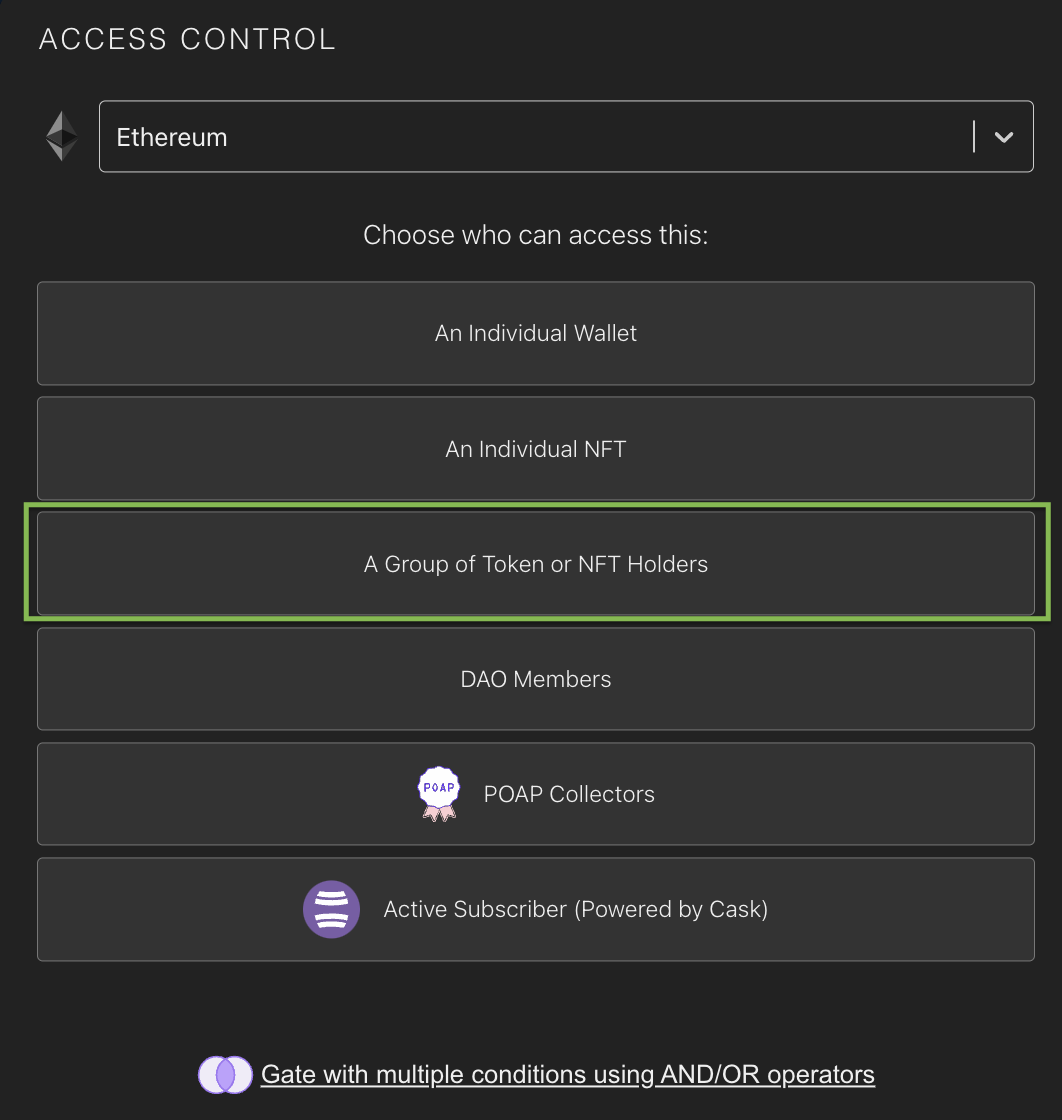 ACCESS CONTROL
Ethereum
Choose who can access this:
An Individual Wallet
An Individual NFT
A Group of Token or NFT Holders
DAO Members
POAP
POAP Collectors
Active Subscriber (Powered by Cask)
Gate with multiple conditions using AND/OR operators